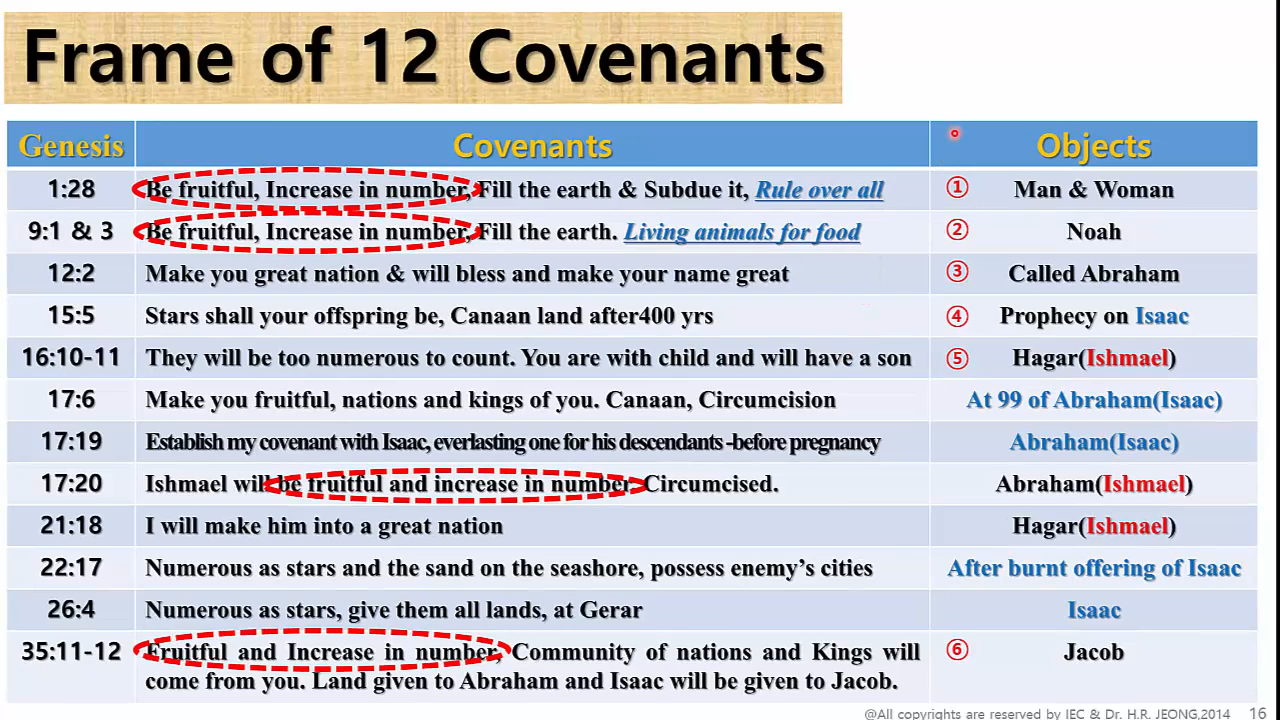 Frame of 12 Covenants
Genesis Covenants Objects
1:28 Be fruitful, Increase in number, Fill the earth & Subdue it, Rule over all ① Man & Woman
9:1 & 3 Be fruitful, Increase in number, Fill the earth. Living animals for food ② Noah
12:2 Make you great nation & will bless and make your name great ③ Called Abraham
15:5 Stars shall your offspring be, Canaan land after400 yrs ④ Prophecy on Isaac
16:10-11 They will be too numerous to count. You are with child and will have a son ⑤ Hagar(Ishmael)
17:6 Make you fruitful, nations and kings of you. Canaan, Circumcision At 99 of Abraham(Isaac)
17:19 Establish my covenant with Isaac, everlasting one for his descendants -before pregnancy Abraham(Isaac)
17:20 Ishmael will be fruitful and increase in number. Circumcised. Abraham(Ishmael)
21:18 I will make him into a great nation Hagar(Ishmael)
22:17 Numerous as stars and the sand on the seashore, possess enemy's cities After burnt offering of Isaac
26:4 Numerous as stars, give them all lands, at Gerar Isaac
35:11-12 Fruitful and Increase in number, Community of nations and Kings will ⑥ Jacob
come from you. Land given to Abraham and Isaac will be given to Jacob.
@All copyrights are reserved by IEC & Dr. H.R. JEONG,2014 16